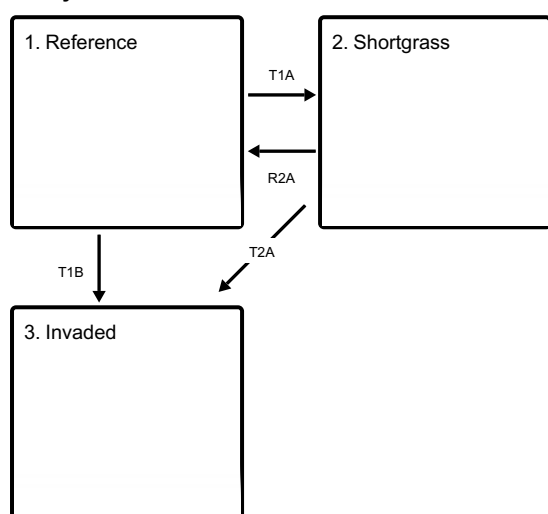 1. Reference
2. Shortgrass
T1A
R2A
T2A
T1B
3. Invaded